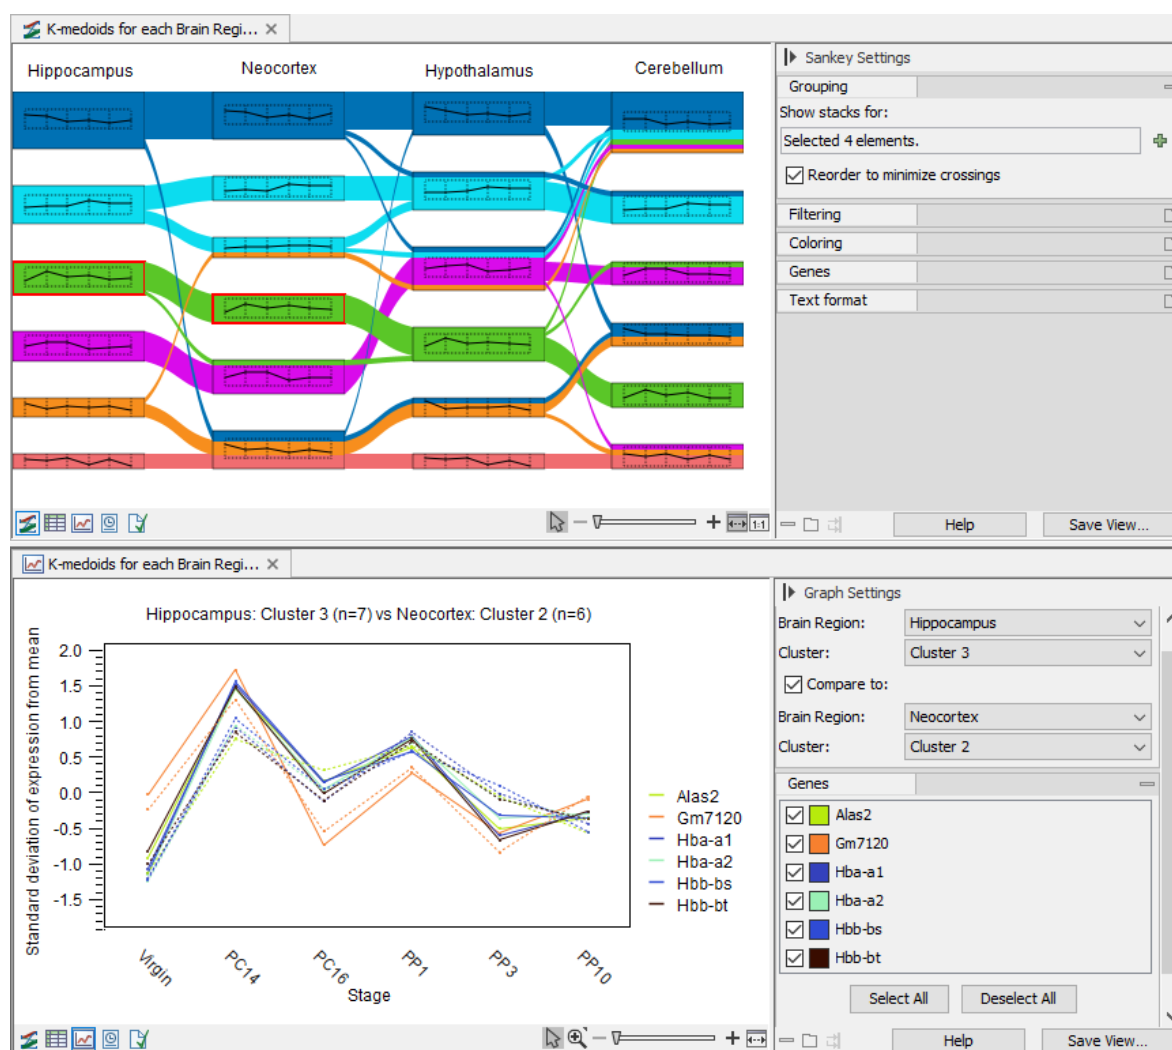 K-medoids for each Brain Regi...
Hippocampus
Neocortex
Hypothalamus
Cerebellum
Sankey Settings
Grouping
Show stacks for:
Selected 4 elements.
Reorder to minimize crossings
Filtering
Coloring
Genes
Text format
1:1
Help
Save View...
K-medoids for each Brain Regi...
Hippocampus: Cluster 3 (n=7) vs Neocortex: Cluster 2 (n=6)
Standard deviation of expression from mean
2.0
1.5
1.0
0.5
0.0
-0.5
-1.0
-1.5
Virgin
PC14
PC16
PP1
PP3
PP10
Stage
Alas2
Gm7120
Hba-a1
Hba-a2
Hbb-bs
Hbb-bt
Graph Settings
Brain Region:
Hippocampus
Cluster:
Cluster 3
Compare to:
Brain Region:
Neocortex
Cluster:
Cluster 2
Genes
Alas2
Gm7120
Hba-a1
Hba-a2
Hbb-bs
Hbb-bt
Select All
Deselect All
Help
Save View...